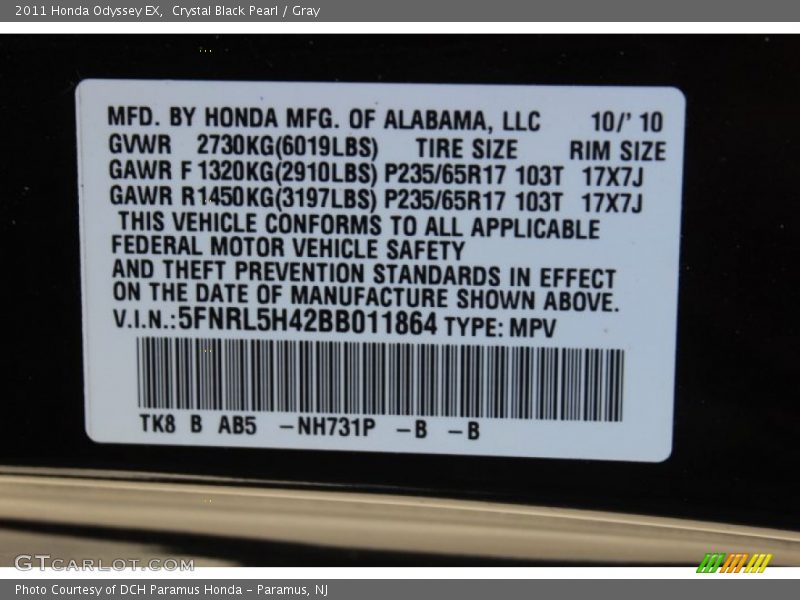 2011 Honda Odyssey EX,  Crystal Black Pearl / Gray
MFD. BY HONDA MFG. OF ALABAMA, LLC 10/' 10
GVWR 2730KG(6019LBS) TIRE SIZE RIM SIZE
GAWR F 1320KG(2910LBS) P235/65R17 103T 17X7J
GAWR R 1450KG(3197LBS) P235/65R17 103T 17X7J
THIS VEHICLE CONFORMS TO ALL APPLICABLE
FEDERAL MOTOR VEHICLE SAFETY
AND THEFT PREVENTION STANDARDS IN EFFECT
ON THE DATE OF MANUFACTURE SHOWN ABOVE.
V.I.N.:5FNRL5H42BB011864 TYPE: MPV
TK8 B AB5 -NH731P -B -B
GTCARLOT.COM
Photo Courtesy of DCH Paramus Honda - Paramus, NJ